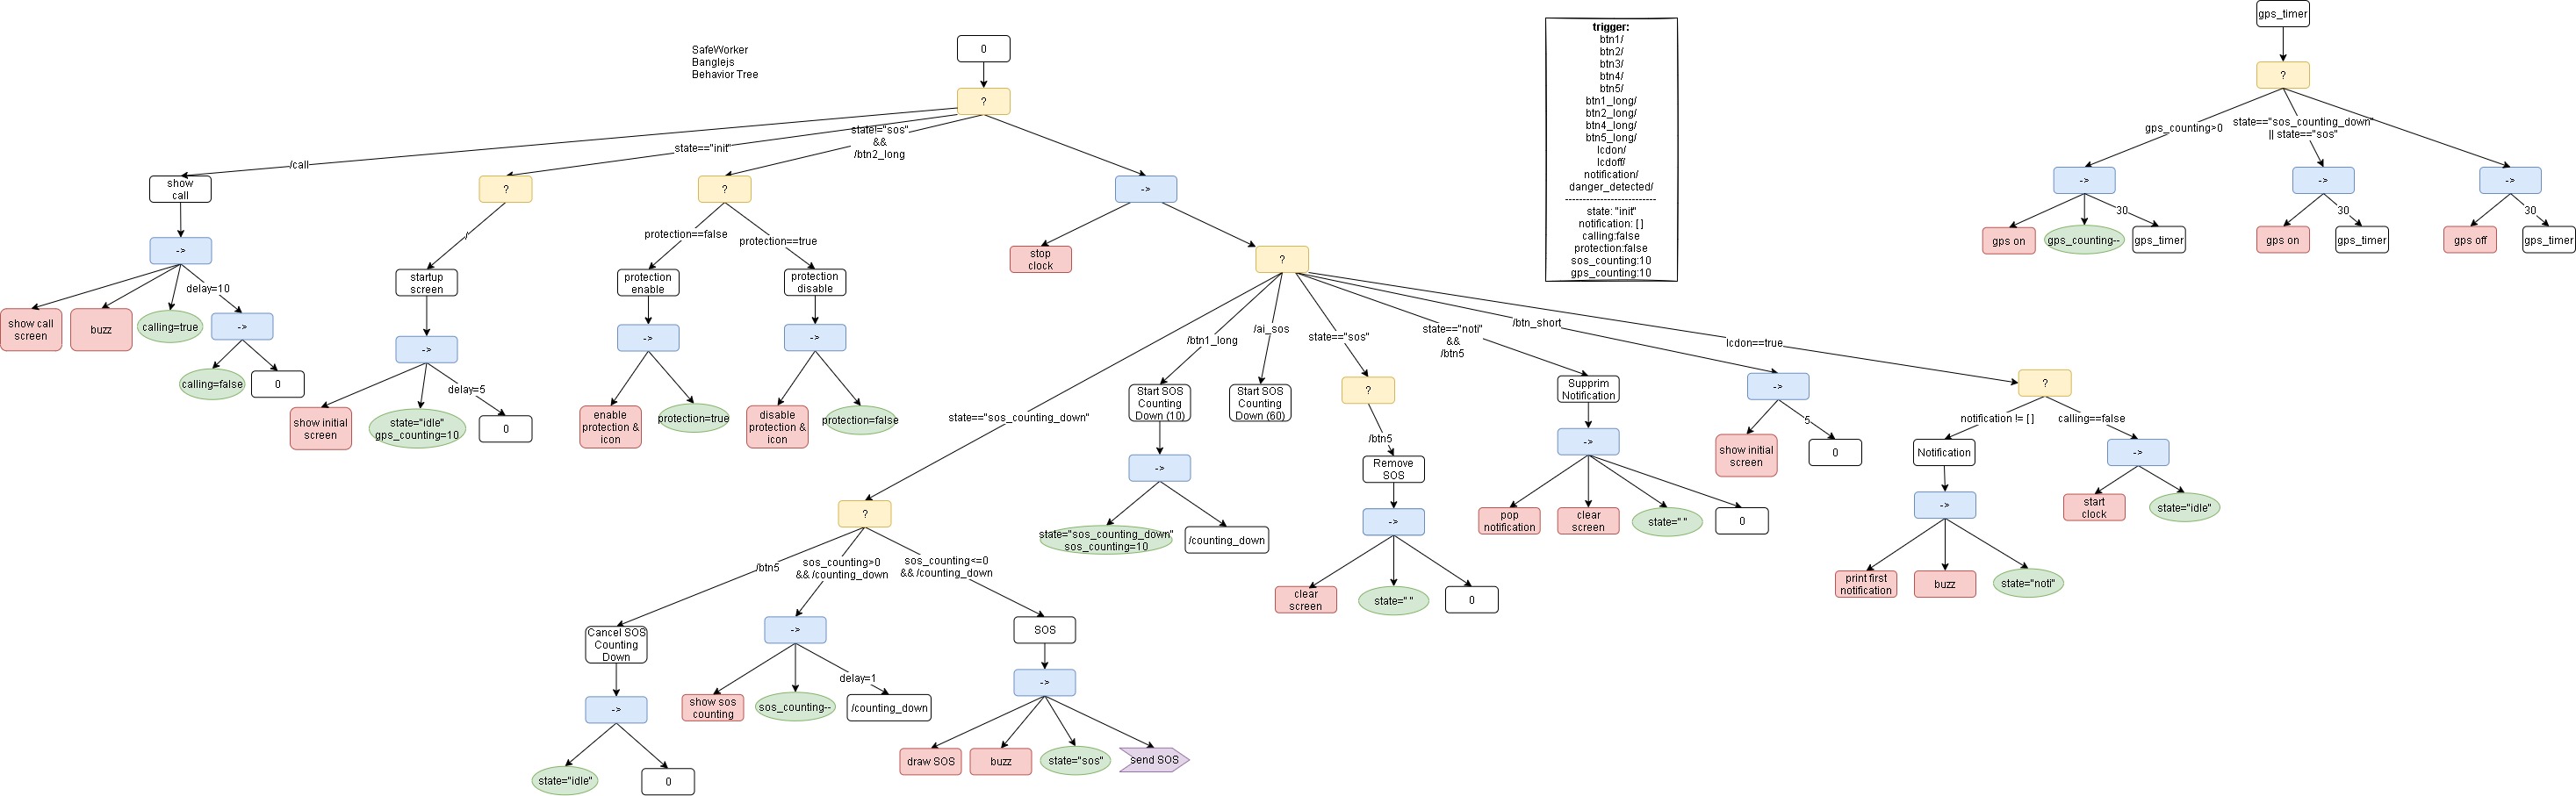 SafeWorker
Banglejs
Behavior Tree
0
?
trigger:
btn1/
btn2/
btn3/
btn4/
btn5/
btn1_long/
btn2_long/
btn4_long/
btn5_long/
lcdon/
lcdoff/
notification/
danger_detected/
--------------------------
state: "init"
notification: [ ]
calling:false
protection:false
sos_counting:10
gps_counting:10
gps_timer
?
gps_counting>0
state=="sos_counting_down"
|| state=="sos"
->
->
->
30
30
30
gps on
gps_counting--
gps_timer
gps on
gps_timer
gps off
gps_timer
/call
state=="init"
state!="sos"
&&
/btn2_long
show
call
?
?
->
->
delay=10
show call
screen
buzz
calling=true
->
calling=false
0
/
startup
screen
->
delay=5
show initial
screen
state="idle"
gps_counting=10
0
protection==false
protection==true
protection
enable
protection
disable
->
->
enable
protection &
icon
protection=true
disable
protection &
icon
protection=false
stop
clock
?
state=="sos_counting_down"
/btn1_long
/ai_sos
state=="sos"
state=="noti"
&&
/btn5
/btn_short
lcdon==true
?
/btn5
sos_counting>0
&& /counting_down
sos_counting<=0
&& /counting_down
Cancel SOS
Counting
Down
->
state="idle"
0
->
delay=1
show sos
counting
sos_counting--
/counting_down
SOS
->
draw SOS
buzz
state="sos"
send SOS
Start SOS
Counting
Down (10)
->
state="sos_counting_down"
sos_counting=10
/counting_down
Start SOS
Counting
Down (60)
?
/btn5
Remove
SOS
->
clear
screen
state=" "
0
Supprim
Notification
->
pop
notification
clear
screen
state=" "
0
->
5
show initial
screen
0
?
notification != [ ]
calling==false
Notification
->
print first
notification
buzz
state="noti"
->
start
clock
state="idle"